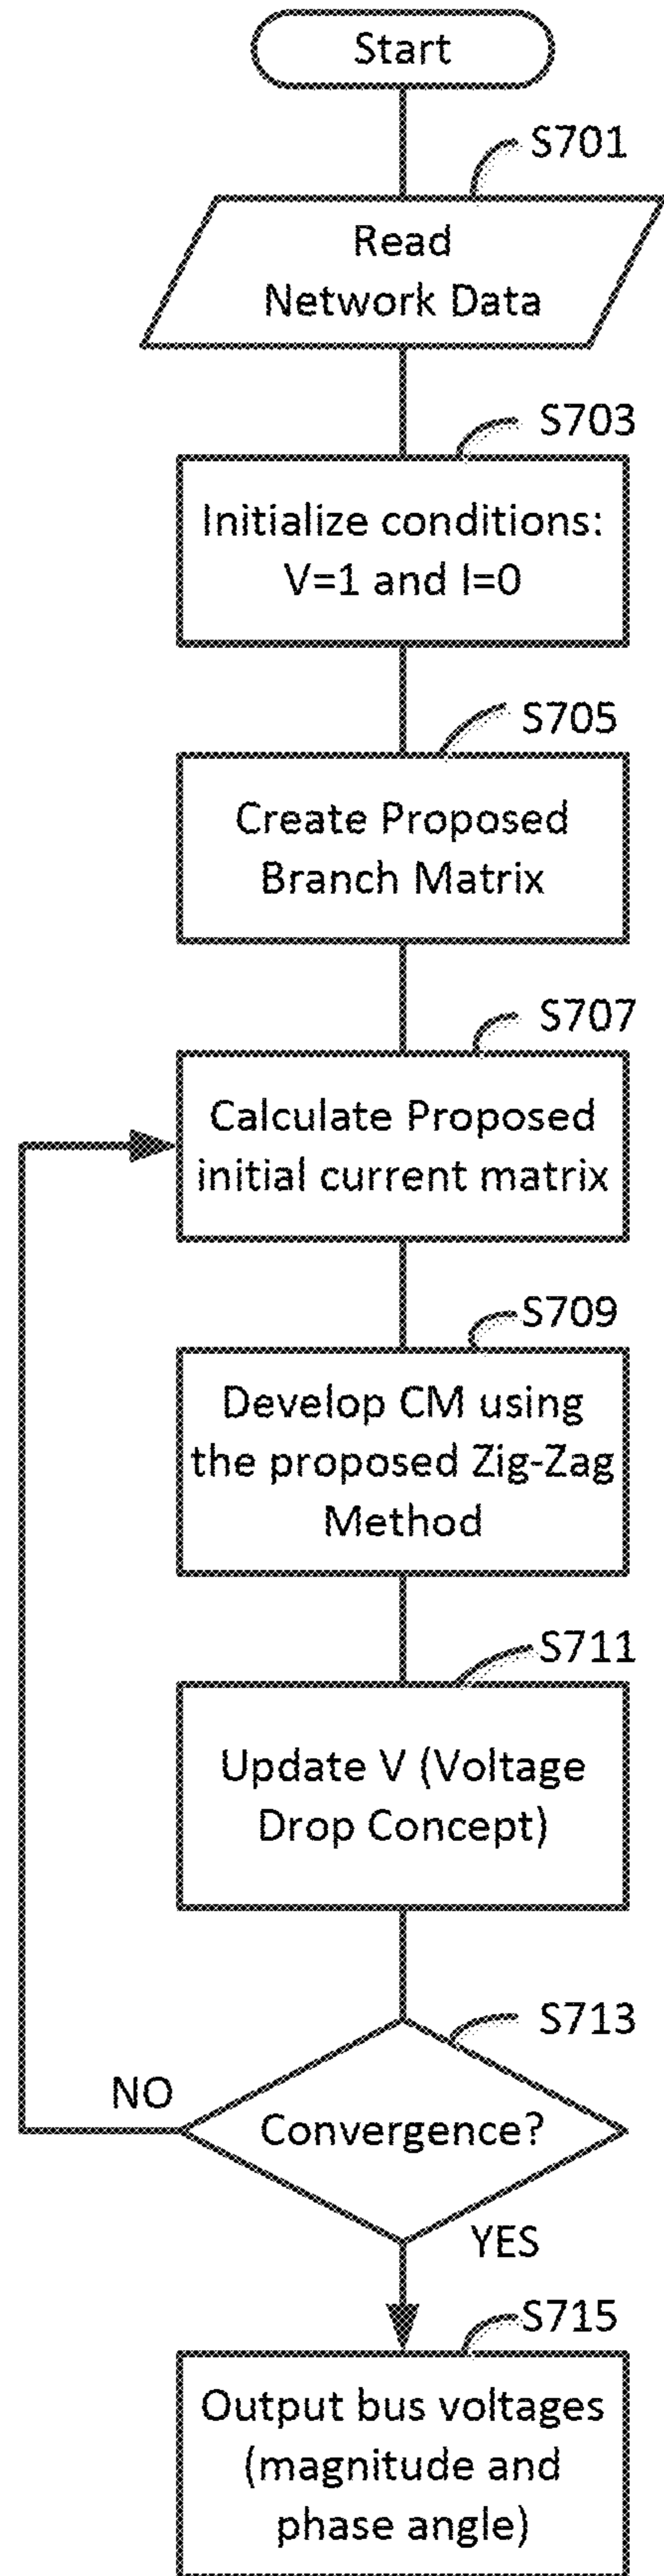 Start
S701
Read
Network Data
S703
Initialize conditions:
V=1 and I=0
S705
Create Proposed
Branch Matrix
S707
Calculate Proposed
initial current matrix
S709
Develop CM using
the proposed Zig-Zag
Method
S711
Update V (Voltage
Drop Concept)
S713
NO
Convergence?
YES
S715
Output bus voltages
(magnitude and
phase angle)